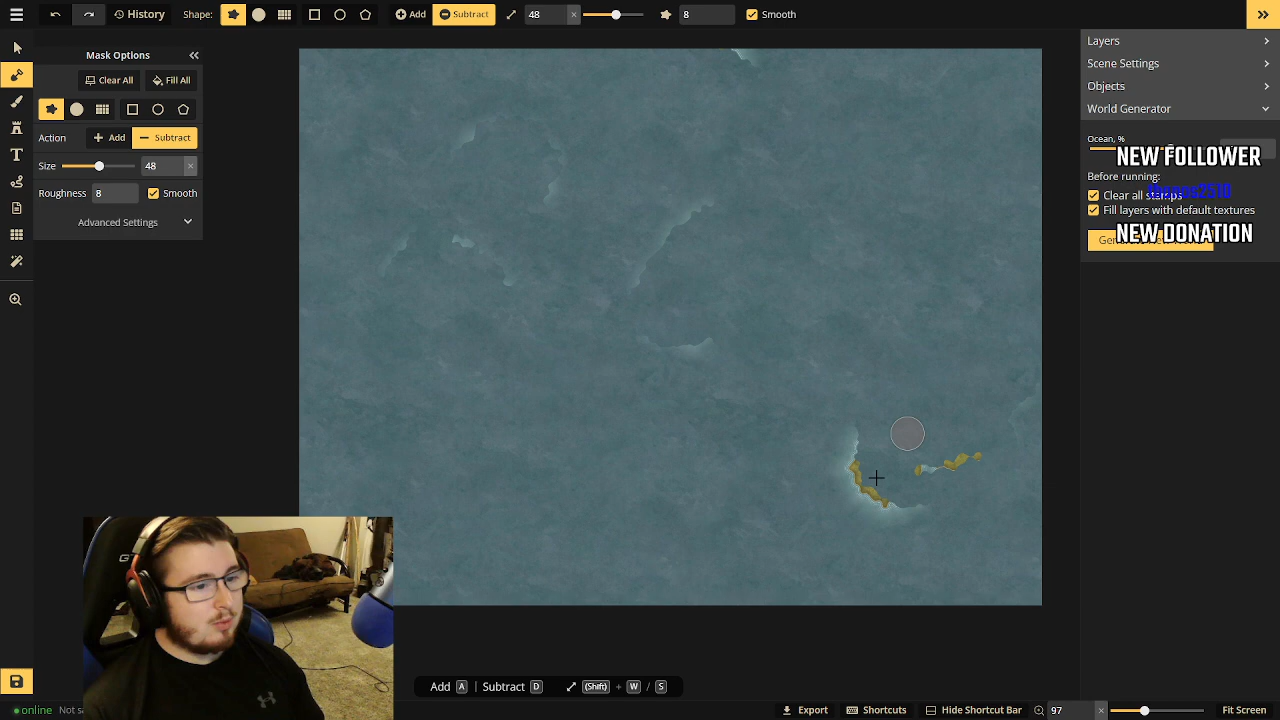 History
Shape:
Add
Subtract
48
×
8
Smooth
Mask Options
Clear All
Fill All
Action
Add
Subtract
Size
48
×
Roughness
8
Smooth
Advanced Settings
Layers
Scene Settings
Objects
World Generator
Ocean, %
Before running:
Clear all stamps
Fill layers with default textures
NEW FOLLOWER
NEW DONATION
GT
Add A | Subtract D (Shift) + W / S
online
Export
Shortcuts
Hide Shortcut Bar
97
×
Fit Screen